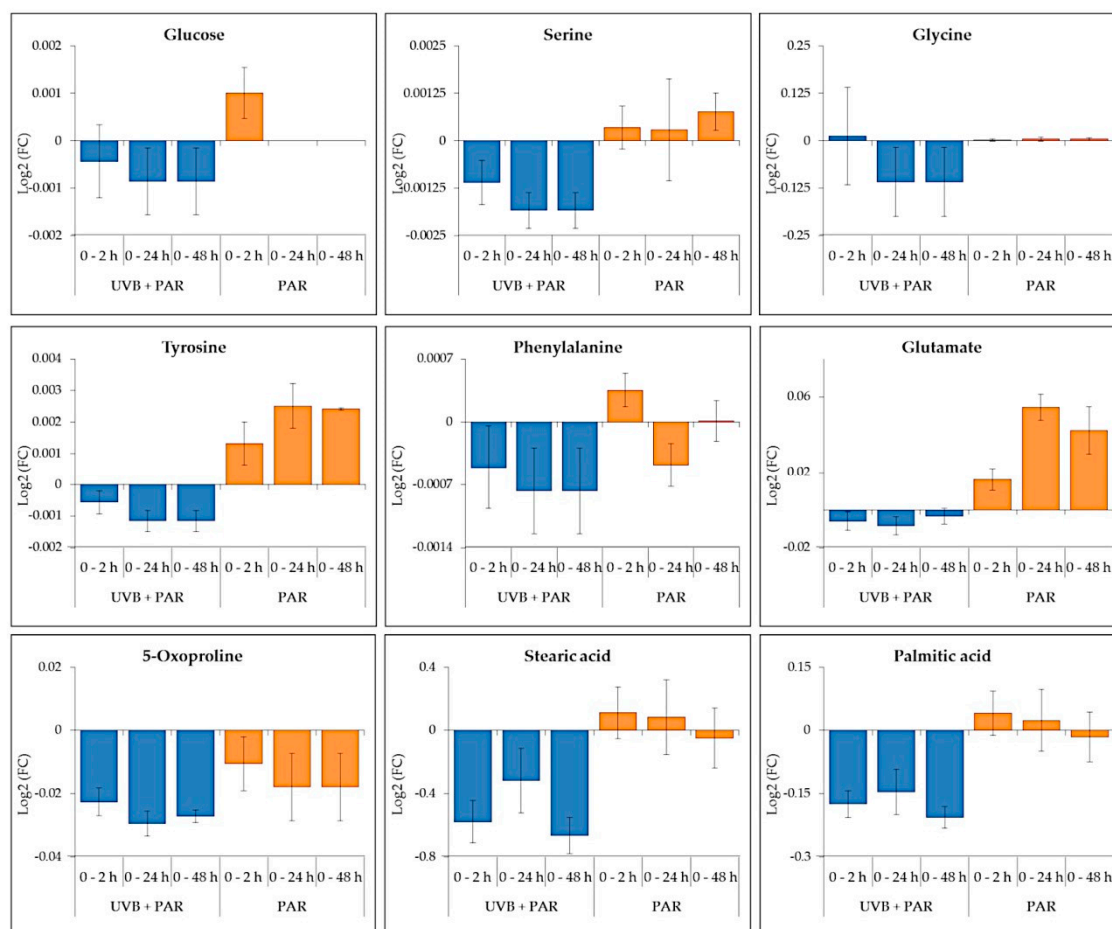 Glucose
Log2 (FC)
0.002
0.001
0
-0.001
-0.002
0 - 2 h 0 - 24 h 0 - 48 h 0 - 2 h 0 - 24 h 0 - 48 h
UVB + PAR PAR
Serine
Log2 (FC)
0.0025
0.00125
0
-0.00125
-0.0025
0 - 2 h 0 - 24 h 0 - 48 h 0 - 2 h 0 - 24 h 0 - 48 h
UVB + PAR PAR
Glycine
Log2 (FC)
0.25
0.125
0
-0.125
-0.25
0 - 2 h 0 - 24 h 0 - 48 h 0 - 2 h 0 - 24 h 0 - 48 h
UVB + PAR PAR
Tyrosine
Log2 (FC)
0.004
0.003
0.002
0.001
0
-0.001
-0.002
0 - 2 h 0 - 24 h 0 - 48 h 0 - 2 h 0 - 24 h 0 - 48 h
UVB + PAR PAR
Phenylalanine
Log2 (FC)
0.0007
0
-0.0007
-0.0014
0 - 2 h 0 - 24 h 0 - 48 h 0 - 2 h 0 - 24 h 0 - 48 h
UVB + PAR PAR
Glutamate
Log2 (FC)
0.06
0.02
-0.02
0 - 2 h 0 - 24 h 0 - 48 h 0 - 2 h 0 - 24 h 0 - 48 h
UVB + PAR PAR
5-Oxoproline
Log2 (FC)
0.02
0
-0.02
-0.04
0 - 2 h 0 - 24 h 0 - 48 h 0 - 2 h 0 - 24 h 0 - 48 h
UVB + PAR PAR
Stearic acid
Log2 (FC)
0.4
0
-0.4
-0.8
0 - 2 h 0 - 24 h 0 - 48 h 0 - 2 h 0 - 24 h 0 - 48 h
UVB + PAR PAR
Palmitic acid
Log2 (FC)
0.15
0
-0.15
-0.3
0 - 2 h 0 - 24 h 0 - 48 h 0 - 2 h 0 - 24 h 0 - 48 h
UVB + PAR PAR